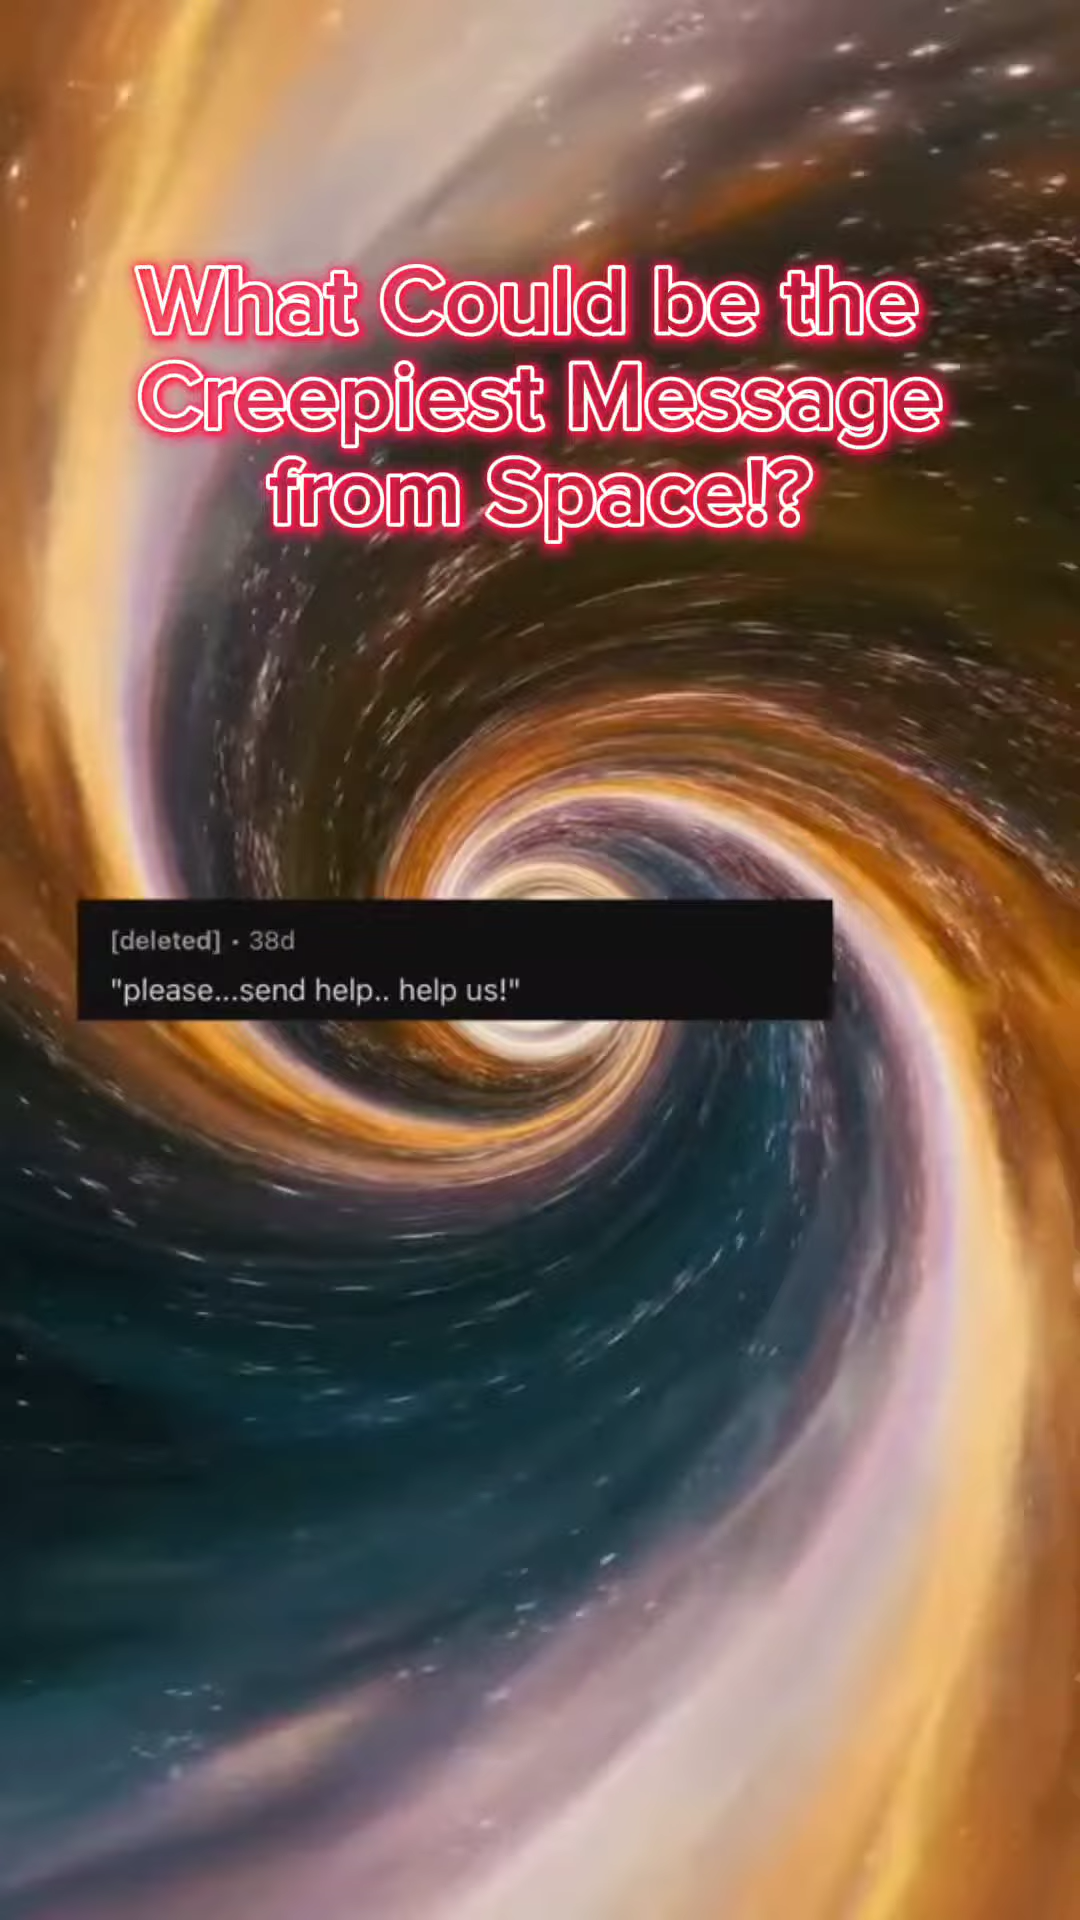 What Could be the
Creepiest Message
from Space!?
[deleted] • 38d
"please...send help.. help us!"